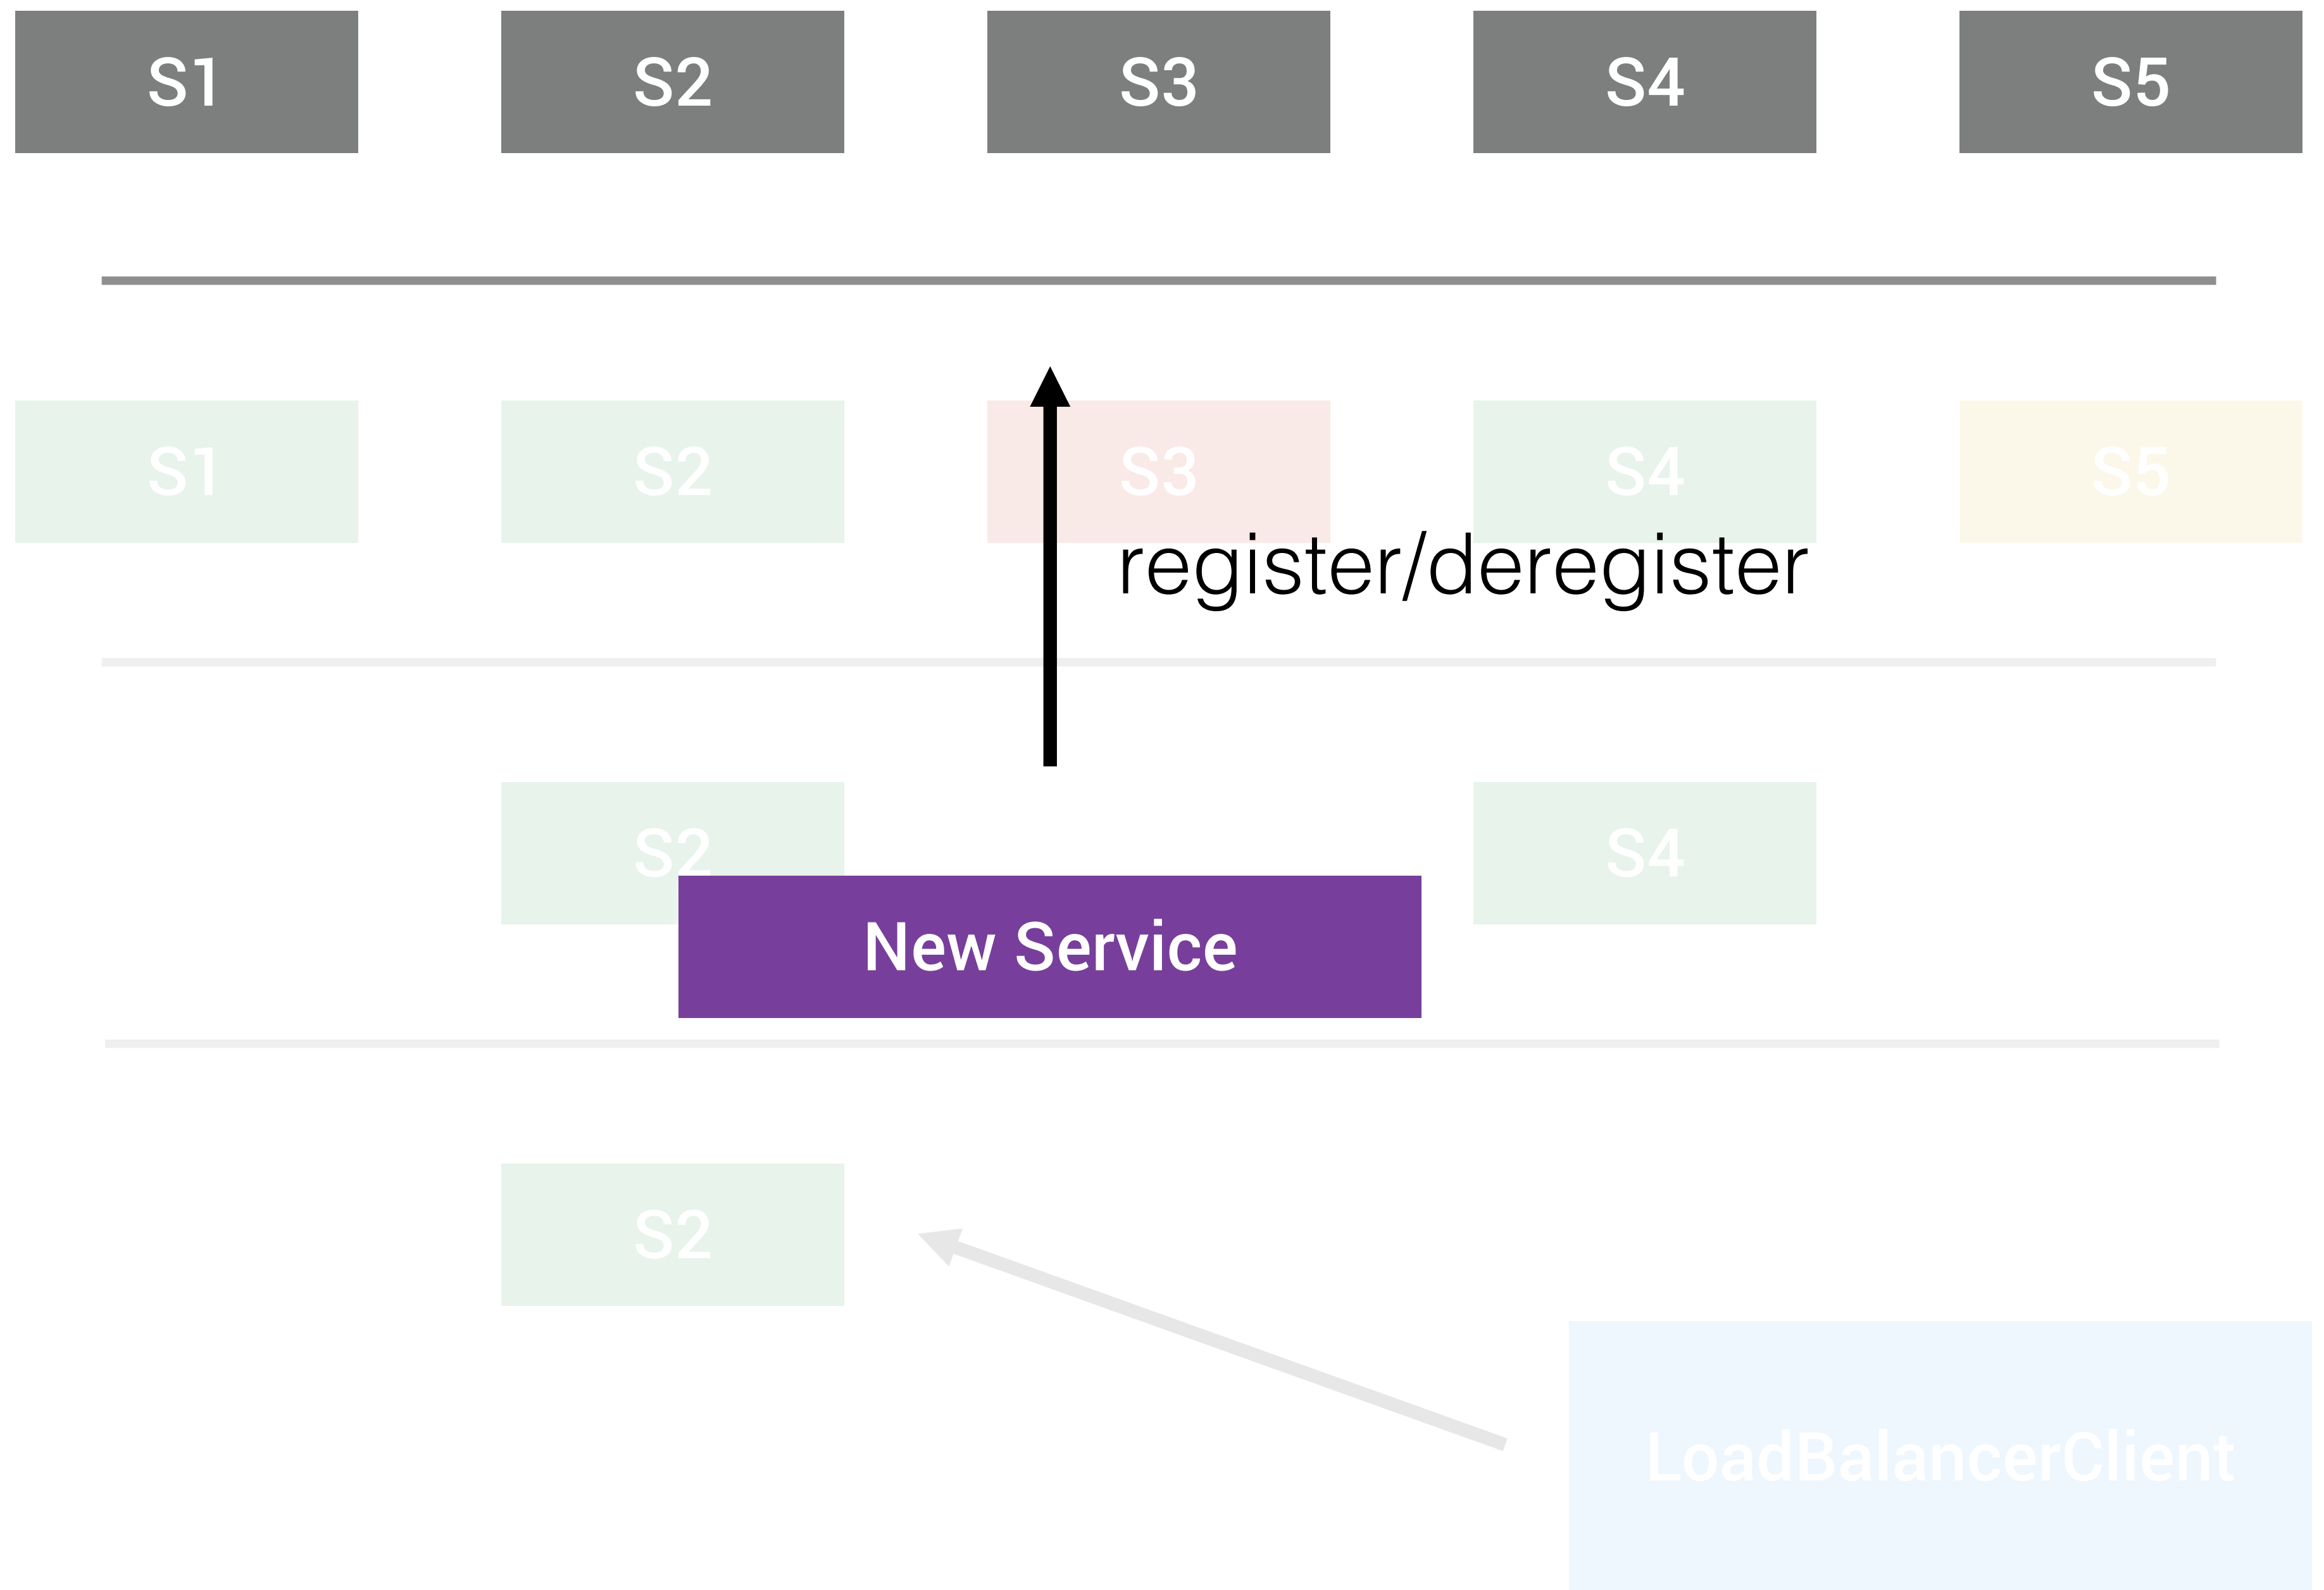 S1 S2 S3 S4 S5
S1 S2 S3 S4 S5
register/deregister
S2 S4
New Service
S2
LoadBalancerClient